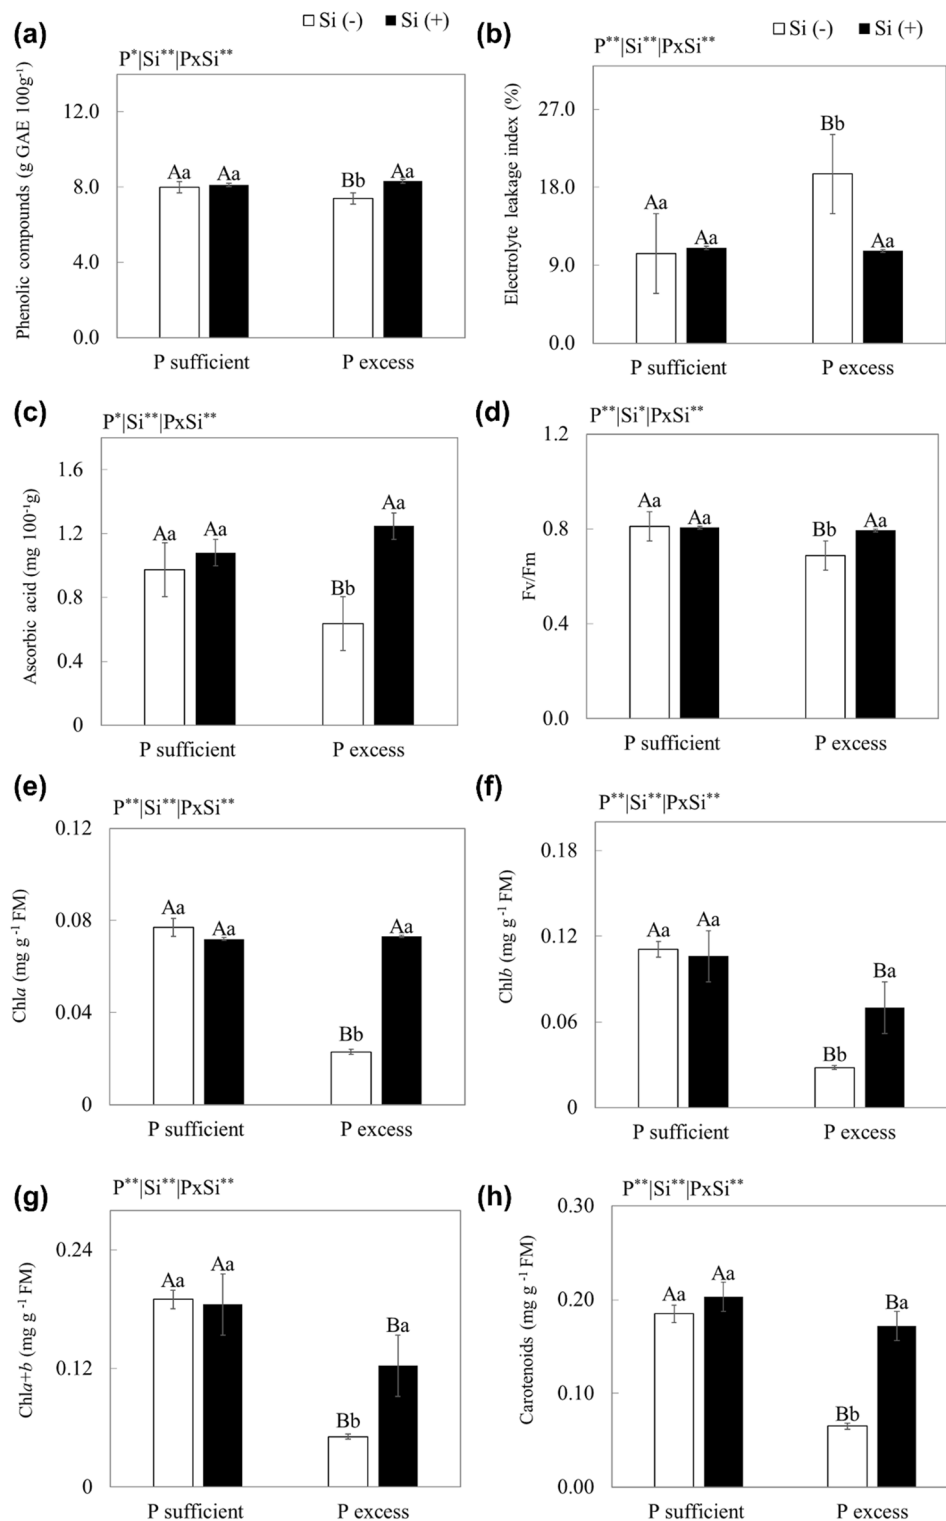 (a)
Si (-) Si (+)
P*|Si**|PxSi**
Phenolic compounds (g GAE 100g⁻¹)
12.0
8.0
4.0
0.0
Aa Aa
Bb Aa
P sufficient P excess
(b)
Si (-) Si (+)
P**|Si**|PxSi**
Electrolyte leakage index (%)
27.0
18.0
9.0
0.0
Aa Aa
Bb Aa
P sufficient P excess
(c)
P*|Si**|PxSi**
Ascorbic acid (mg 100⁻¹g)
1.6
1.2
0.8
0.4
0
Aa Aa
Bb Aa
P sufficient P excess
(d)
P**|Si*|PxSi**
Fv/Fm
1.2
0.8
0.4
0.0
Aa Aa
Bb Aa
P sufficient P excess
(e)
P**|Si**|PxSi**
Chla (mg g⁻¹ FM)
0.12
0.08
0.04
0
Aa Aa
Bb Aa
P sufficient P excess
(f)
P**|Si**|PxSi**
Chlb (mg g⁻¹ FM)
0.18
0.12
0.06
0
Aa Aa
Bb Ba
P sufficient P excess
(g)
P**|Si**|PxSi**
Chla+b (mg g⁻¹ FM)
0.24
0.12
0
Aa Aa
Bb Ba
P sufficient P excess
(h)
P**|Si**|PxSi**
Carotenoids (mg g⁻¹ FM)
0.30
0.20
0.10
0.00
Aa Aa
Bb Ba
P sufficient P excess